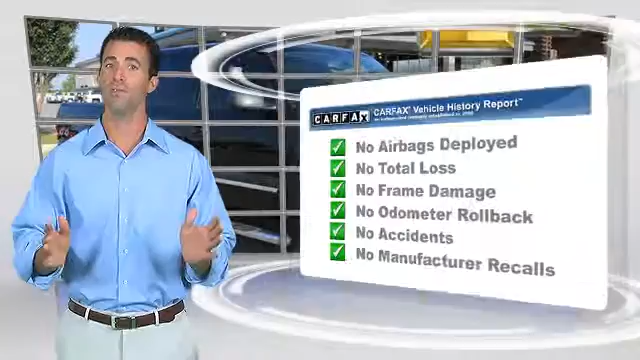 CARFAX
CARFAX® Vehicle History Report™
No Airbags Deployed
No Total Loss
No Frame Damage
No Odometer Rollback
No Accidents
No Manufacturer Recalls